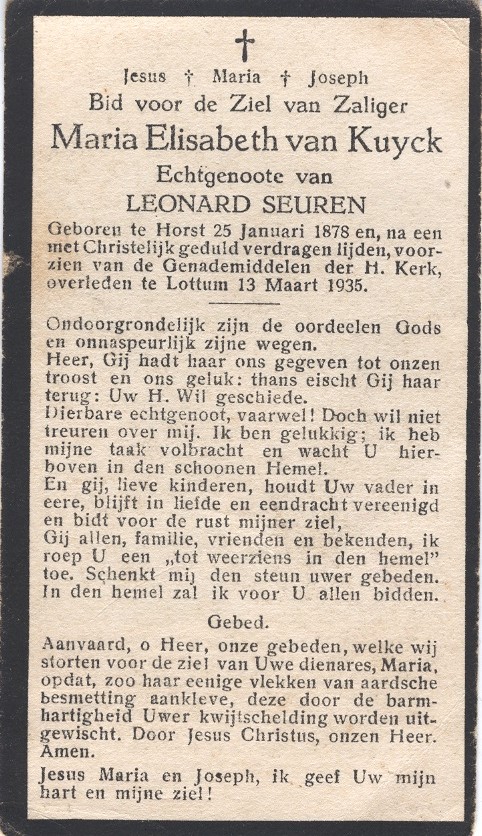 Jesus † Maria † Joseph
Bid voor de Ziel van Zaliger
Maria Elisabeth van Kuyck
Echtgenoote van
LEONARD SEUREN
Geboren te Horst 25 Januari 1878 en, na een
met Christelijk geduld verdragen lijden, voor-
zien van de Genademiddelen der H. Kerk,
overleden te Lottum 13 Maart 1935.
Ondoorgrondelijk zijn de oordeelen Gods
en onnaspeurlijk zijne wegen.
Heer, Gij hadt haar ons gegeven tot onzen
troost en ons geluk: thans eischt Gij haar
terug: Uw H. Wil geschiede.
Dierbare echtgenoot, vaarwel! Doch wil niet
treuren over mij. Ik ben gelukkig; ik heb
mijne taak volbracht en wacht U hier-
boven in den schoonen Hemel.
En gij, lieve kinderen, houdt Uw vader in
eere, blijft in liefde en eendracht vereenigd
en bidt voor de rust mijner ziel,
Gij allen, familie, vrienden en bekenden, ik
roep U een „tot weerziens in den hemel"
toe. Schenkt mij den steun uwer gebeden.
In den hemel zal ik voor U allen bidden.
Gebed.
Aanvaard, o Heer, onze gebeden, welke wij
storten voor de ziel van Uwe dienares, Maria,
opdat, zoo haar eenige vlekken van aardsche
besmetting aankleve, deze door de barm-
hartigheid Uwer kwijtschelding worden uit-
gewischt. Door Jesus Christus, onzen Heer.
Amen.
Jesus Maria en Joseph, ik geef Uw mijn
hart en mijne ziel!